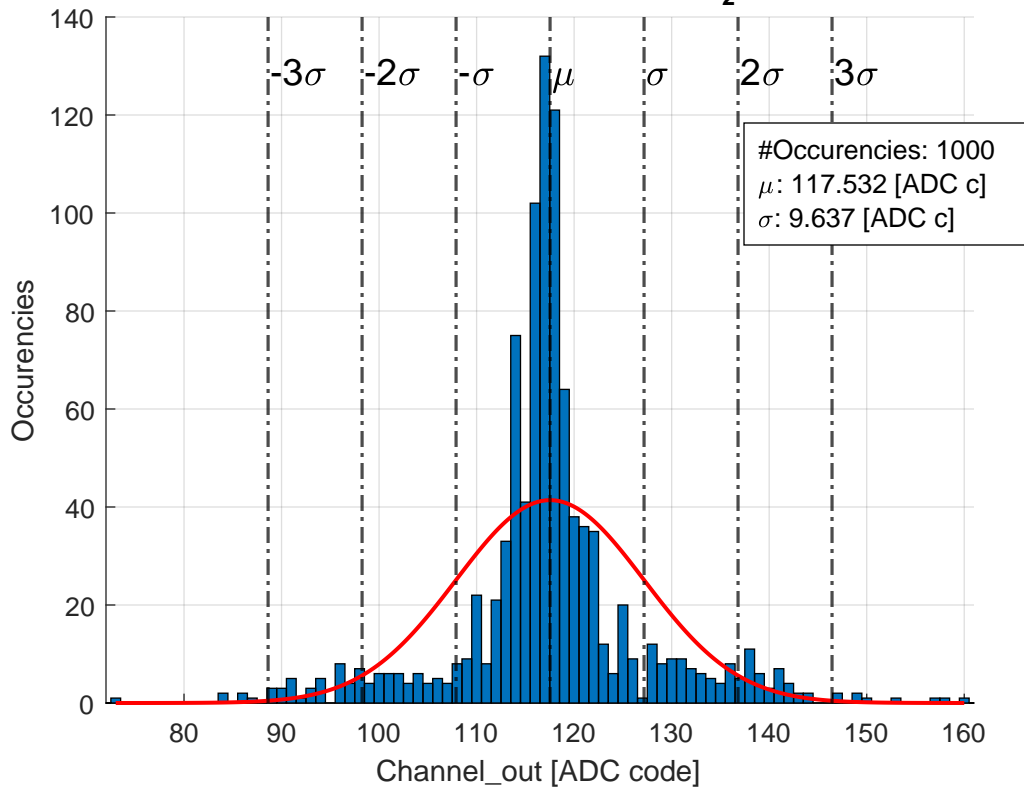 2
140
120
100
80
60
40
20
0
-3σ -2σ -σ μ σ 2σ 3σ
#Occurencies: 1000
μ: 117.532 [ADC c]
σ: 9.637 [ADC c]
Occurencies
80 90 100 110 120 130 140 150 160
Channel_out [ADC code]